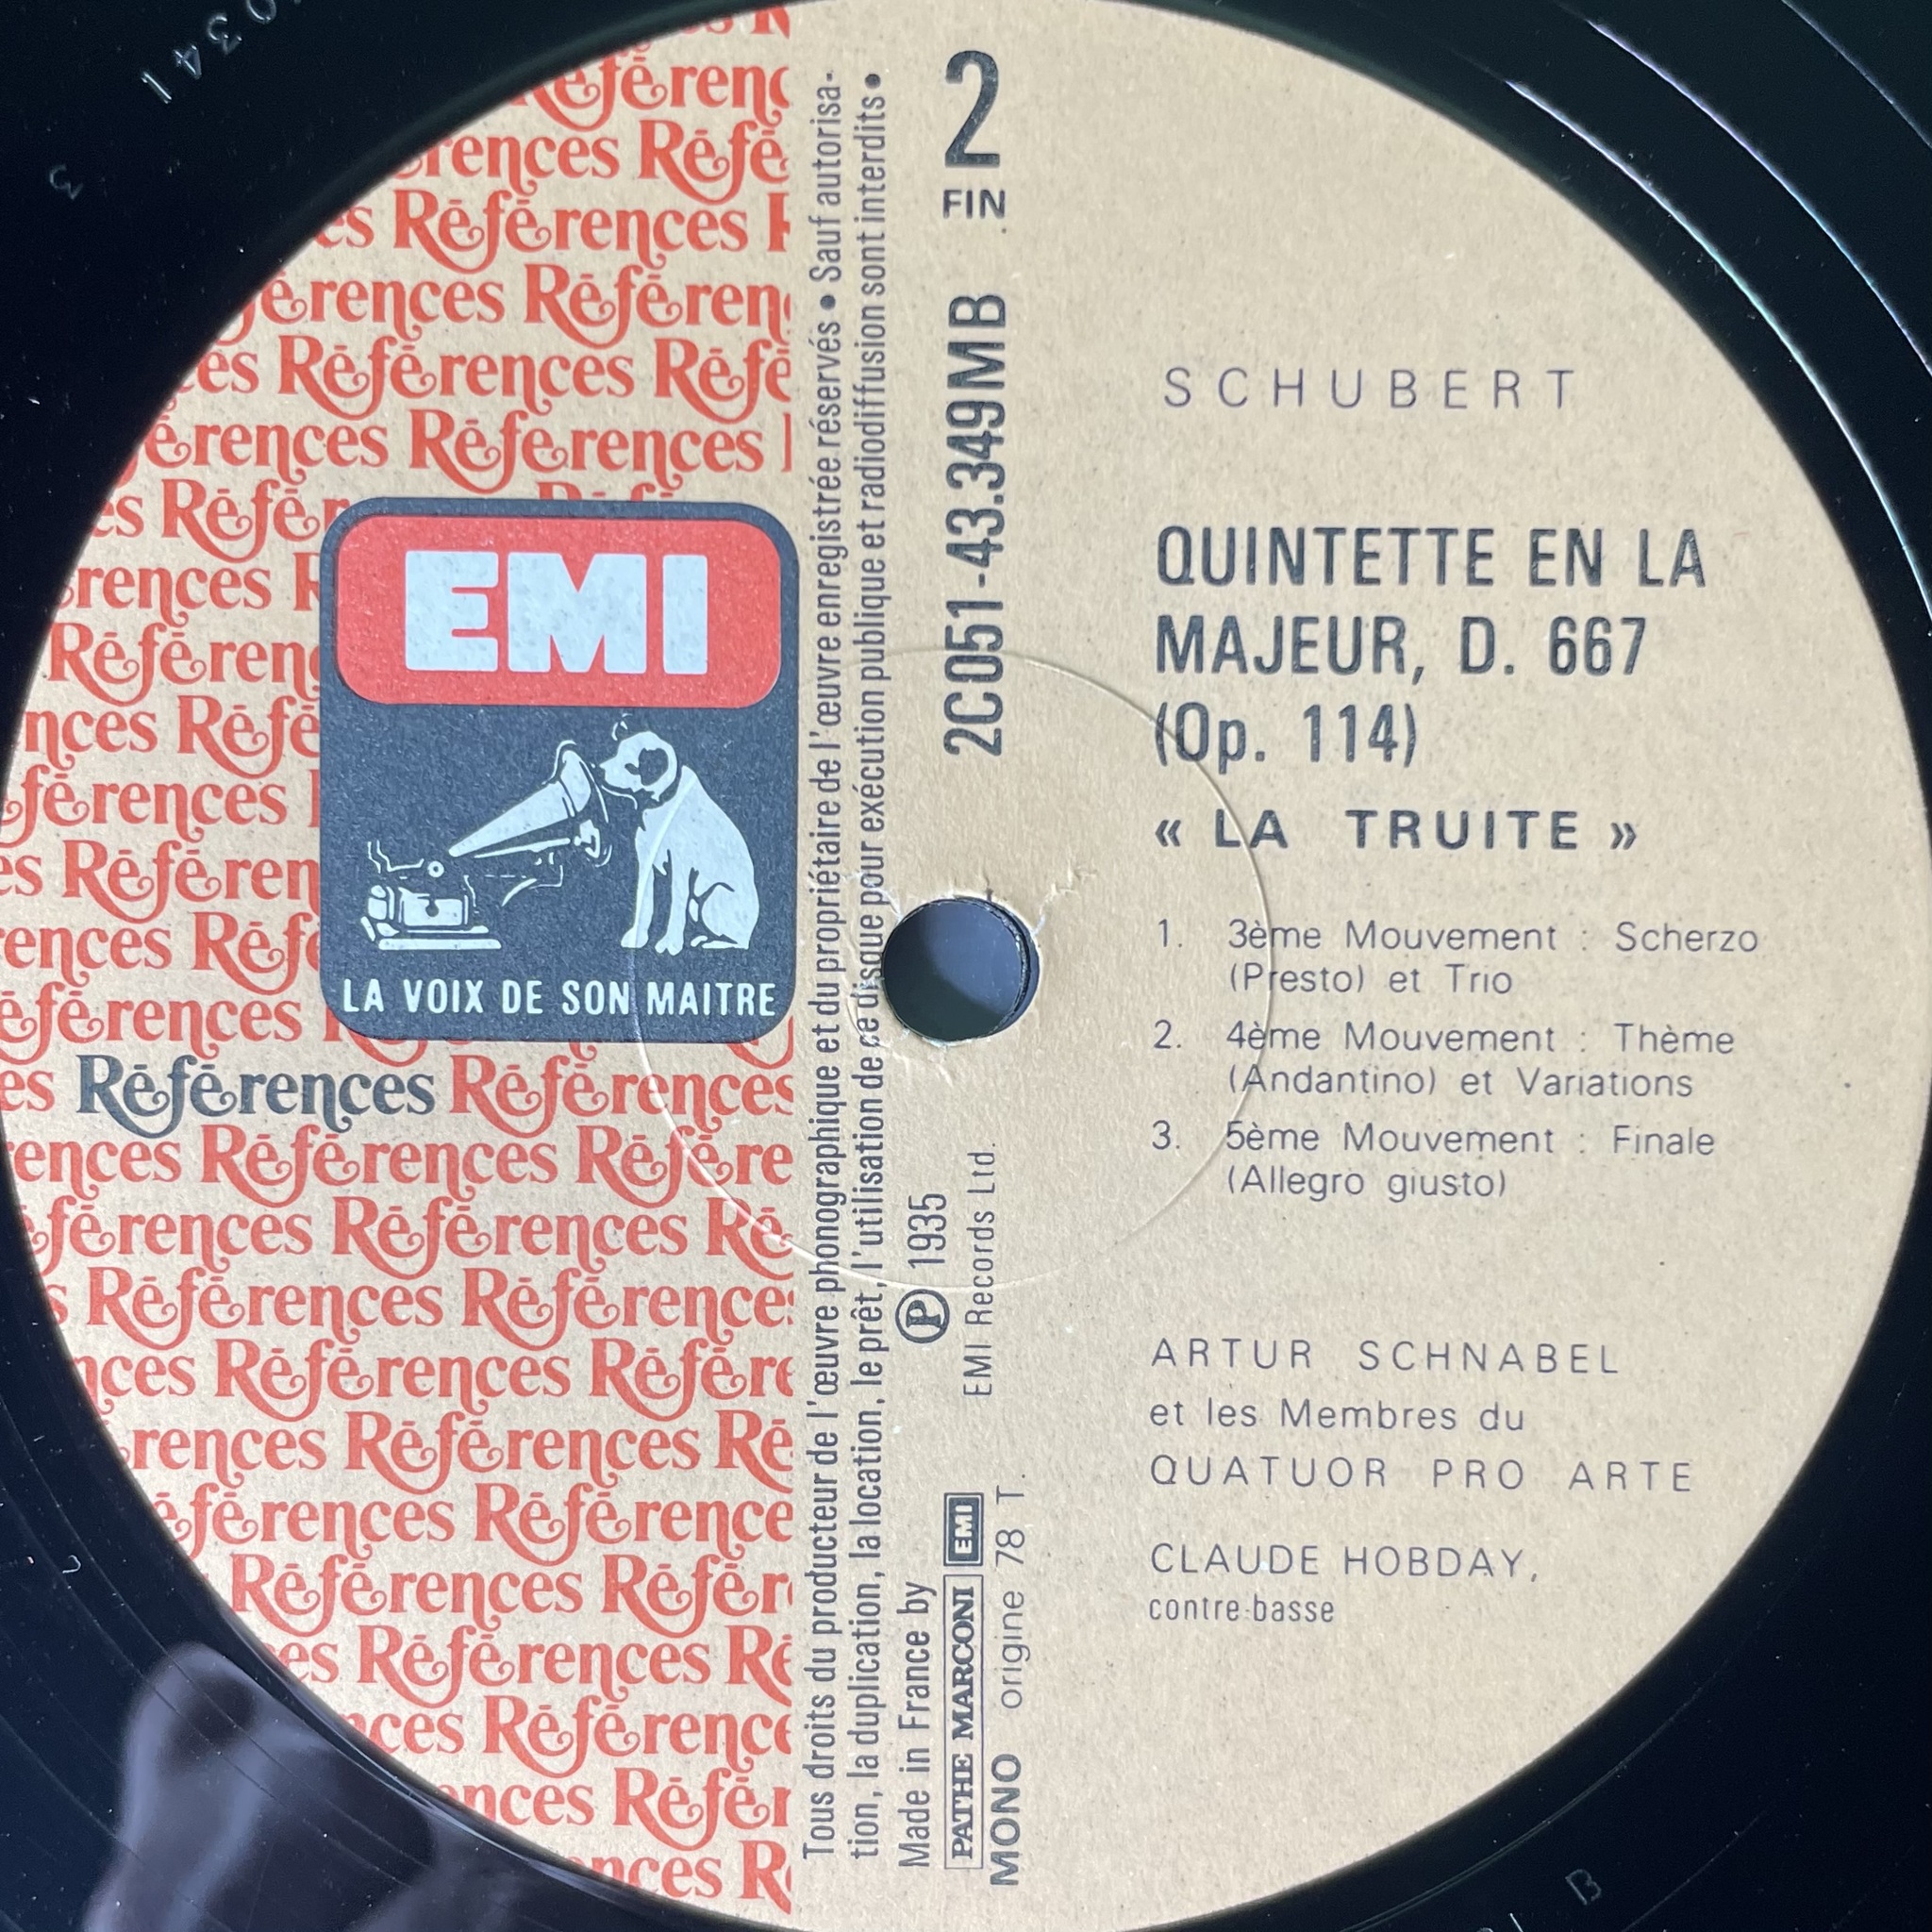 Références
EMI
LA VOIX DE SON MAITRE
Références
Tous droits du producteur de l'œuvre phonographique et du propriétaire de l'œuvre enregistrée réservés • Sauf autorisa-
tion, la duplication, la location, le prêt, l'utilisation de ce disque pour exécution publique et radiodiffusion sont interdits •
Made in France by
PATHE MARCONI EMI
MONO origine 78 T.
Ⓟ 1935
EMI Records Ltd.
2C051-43.349MB
2
FIN
SCHUBERT
QUINTETTE EN LA
MAJEUR, D. 667
(Op. 114)
« LA TRUITE »
1. 3ème Mouvement : Scherzo
(Presto) et Trio
2. 4ème Mouvement : Thème
(Andantino) et Variations
3. 5ème Mouvement : Finale
(Allegro giusto)
ARTUR SCHNABEL
et les Membres du
QUATUOR PRO ARTE
CLAUDE HOBDAY,
contre-basse